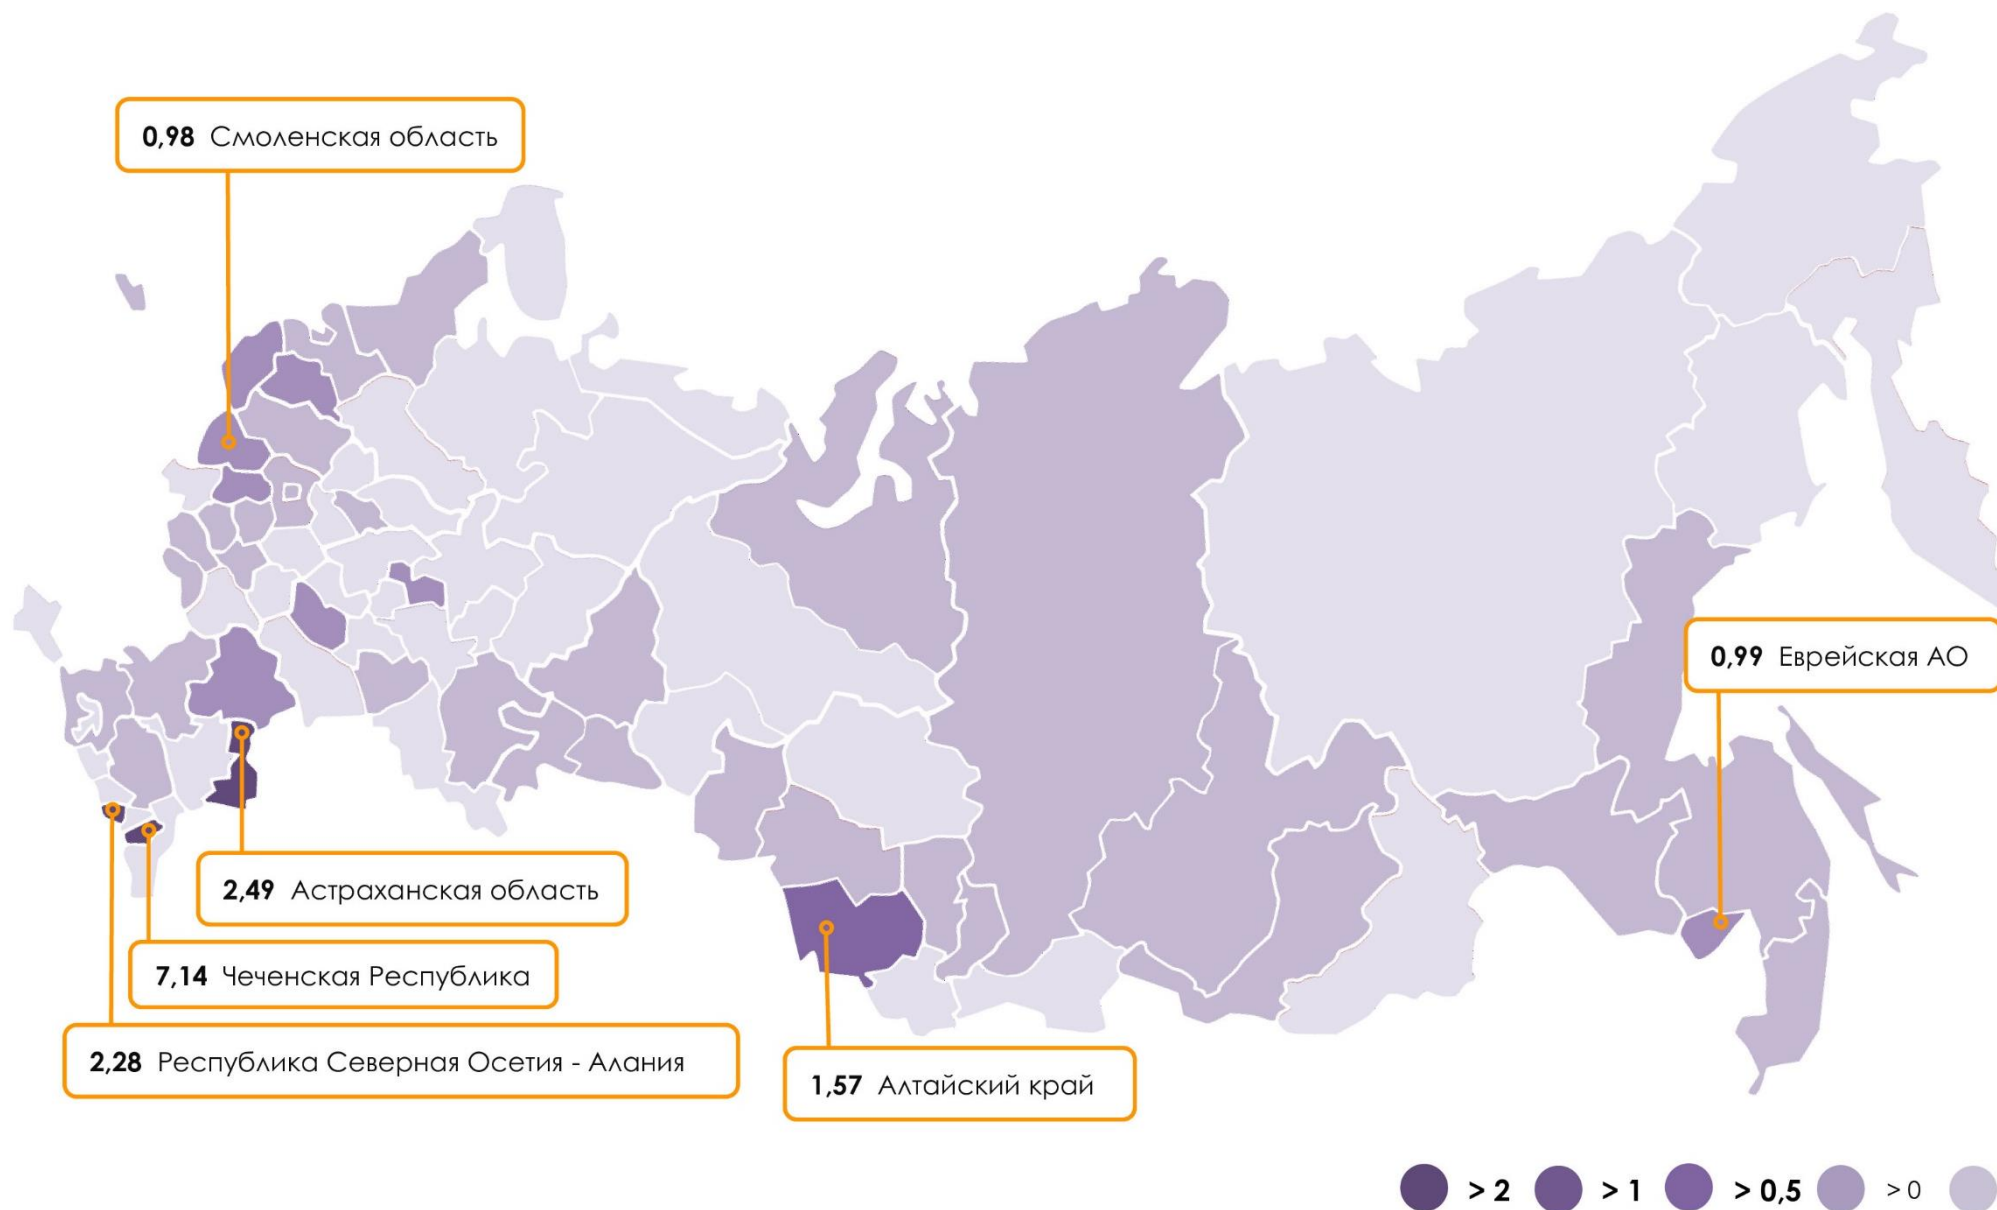 0,98 Смоленская область
0,99 Еврейская АО
2,49 Астраханская область
7,14 Чеченская Республика
2,28 Республика Северная Осетия - Алания
1,57 Алтайский край
> 2 > 1 > 0,5 > 0